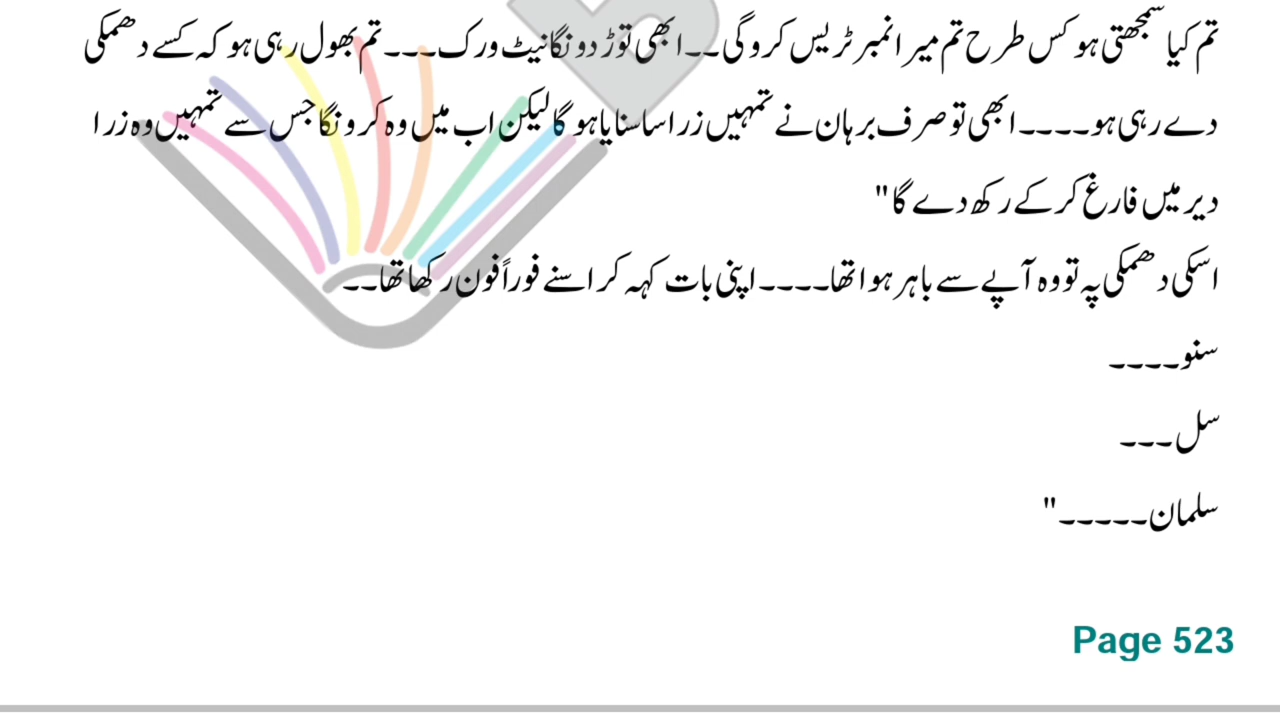 تم کیا سمجھتی ہو کس طرح تم میرا نمبر ٹریس کرو گی۔۔ابھی توڑ دونگا نیٹ ورک۔۔۔تم بھول رہی ہو کہ کسے دھمکی
دے رہی ہو۔۔۔۔ابھی تو صرف برہان نے تمہیں زرا سا سنایا ہو گا لیکن اب میں وہ کرونگا جس سے تمہیں وہ زرا
دیر میں فارغ کر کے رکھ دے گا"
اسکی دھمکی پہ تو وہ آپے سے باہر ہوا تھا۔۔۔۔اپنی بات کہہ کر اسنے فوراً فون رکھا تھا۔۔
سنو۔۔۔۔
سل۔۔۔
سلمان۔۔۔۔۔"
Page 523